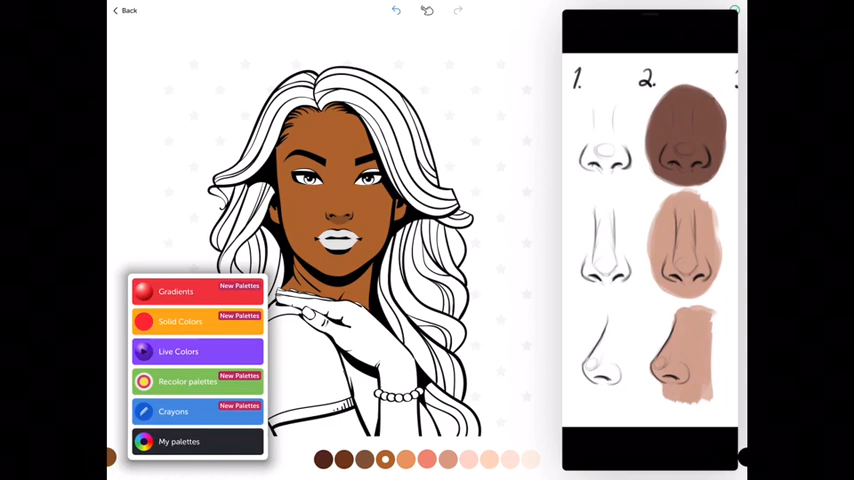 Back
1.
2.
Gradients
New Palettes
Solid Colors
New Palettes
Live Colors
Recolor palettes
New Palettes
Crayons
New Palettes
My palettes